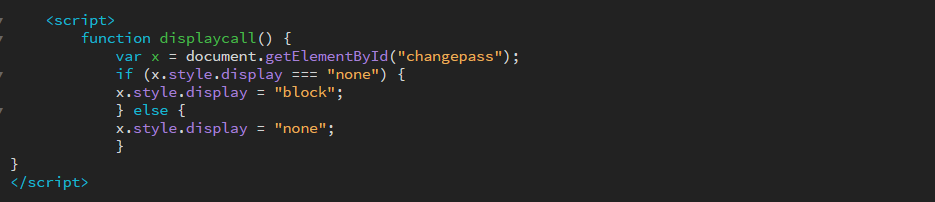 <script>
function displaycall() {
var x = document.getElementById("changepass");
if (x.style.display === "none") {
x.style.display = "block";
} else {
x.style.display = "none";
}
}
</script>